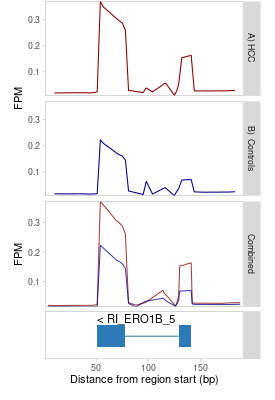 0.3
0.2
0.1
FPM
A) HCC
0.3
0.2
0.1
B) Controls
0.3
0.2
0.1
FPM
Combined
< RI_ERO1B_5
50
100
150
Distance from region start (bp)